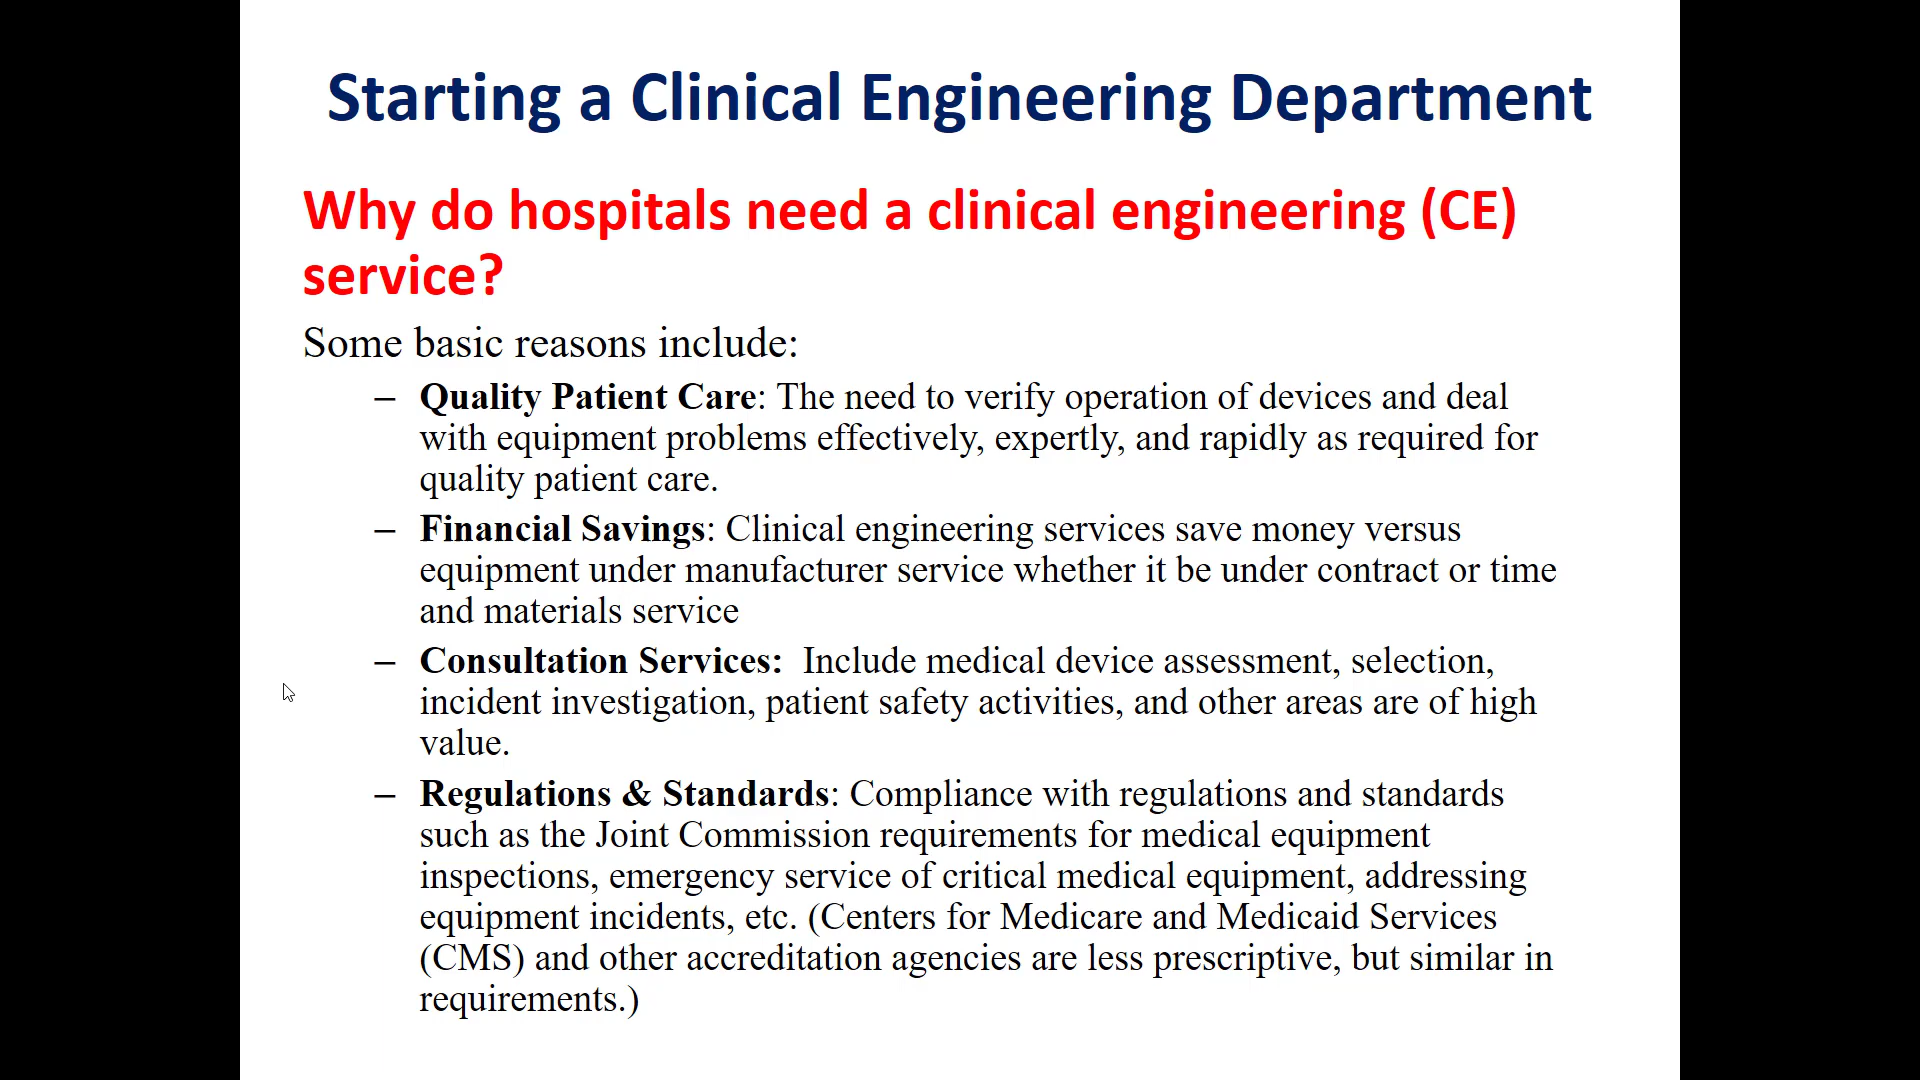 Starting a Clinical Engineering Department
Why do hospitals need a clinical engineering (CE)
service?
Some basic reasons include:
– Quality Patient Care: The need to verify operation of devices and deal
with equipment problems effectively, expertly, and rapidly as required for
quality patient care.
– Financial Savings: Clinical engineering services save money versus
equipment under manufacturer service whether it be under contract or time
and materials service
– Consultation Services:  Include medical device assessment, selection,
incident investigation, patient safety activities, and other areas are of high
value.
– Regulations & Standards: Compliance with regulations and standards
such as the Joint Commission requirements for medical equipment
inspections, emergency service of critical medical equipment, addressing
equipment incidents, etc. (Centers for Medicare and Medicaid Services
(CMS) and other accreditation agencies are less prescriptive, but similar in
requirements.)